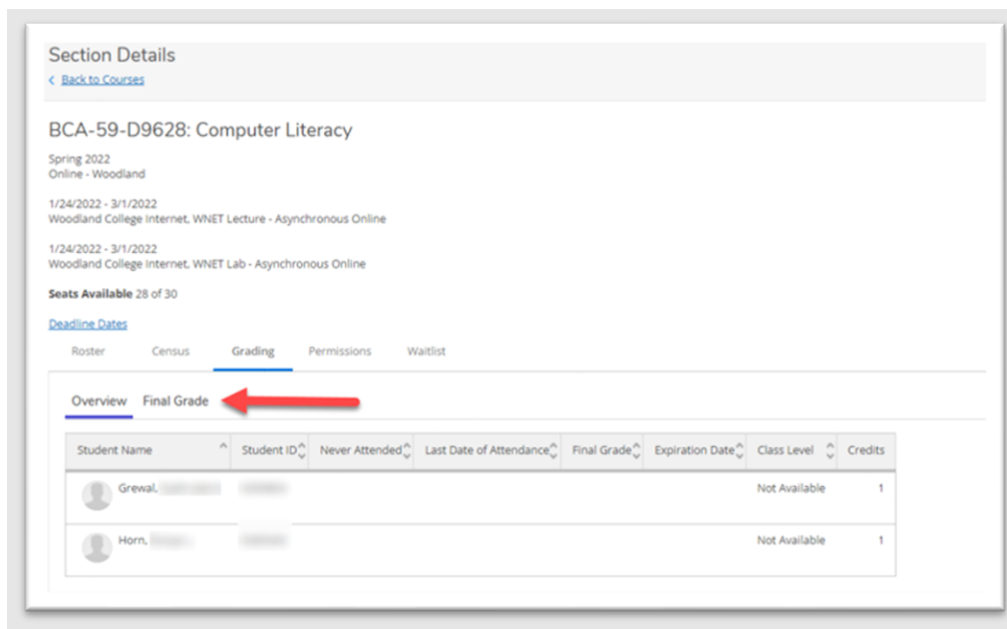 Section Details
< Back to Courses
BCA-59-D9628: Computer Literacy
Spring 2022
Online - Woodland
1/24/2022 - 3/1/2022
Woodland College Internet, WNET Lecture - Asynchronous Online
1/24/2022 - 3/1/2022
Woodland College Internet, WNET Lab - Asynchronous Online
Seats Available 28 of 30
Deadline Dates
Roster Census Grading Permissions Waitlist
Overview Final Grade
Student Name Student ID Never Attended Last Date of Attendance Final Grade Expiration Date Class Level Credits
Grewal, Not Available 1
Horn, Not Available 1